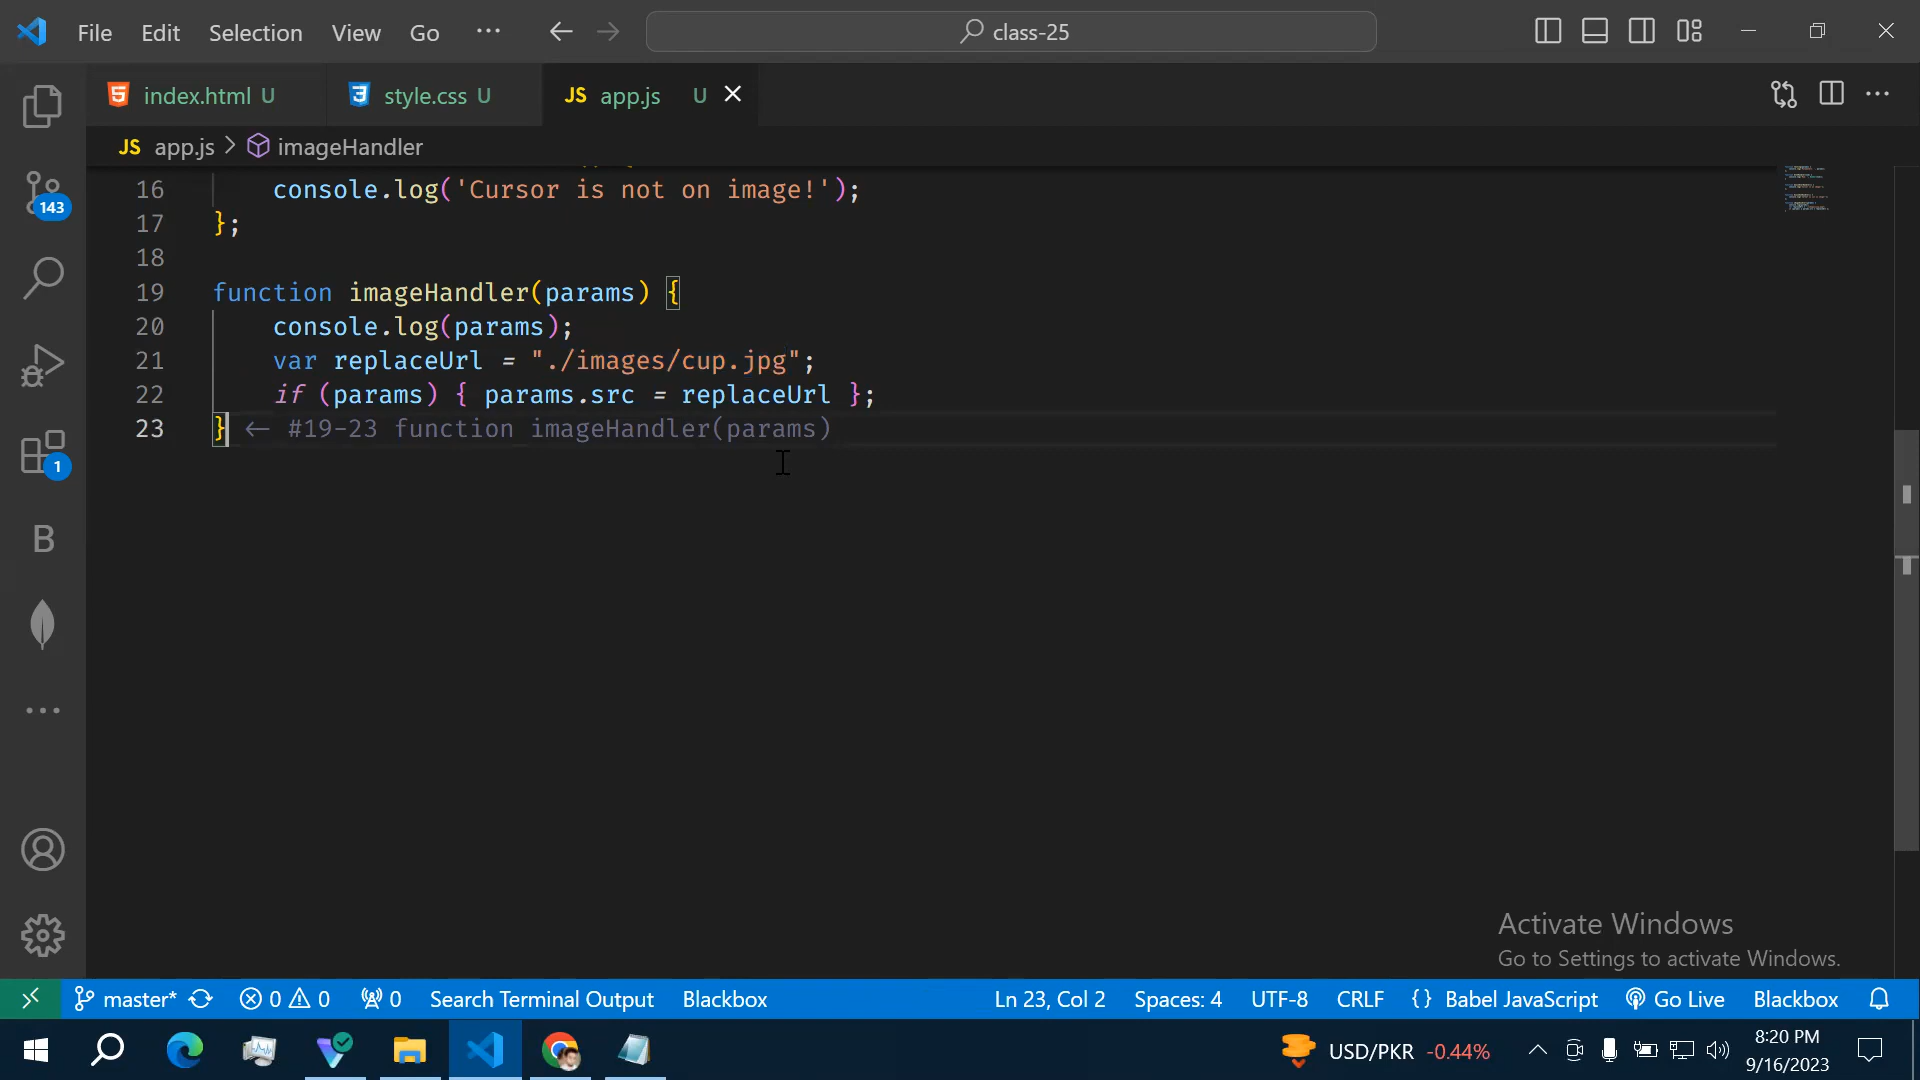 File Edit Selection View Go ··· class-25
index.html U style.css U JS app.js U
JS app.js > imageHandler
16 console.log('Cursor is not on image!');
17 };
18
19 function imageHandler(params) {
20 console.log(params);
21 var replaceUrl = "./images/cup.jpg";
22 if (params) { params.src = replaceUrl };
23 } ← #19-23 function imageHandler(params)
143
1
B
Activate Windows
Go to Settings to activate Windows.
master* 0 0 0 Search Terminal Output Blackbox Ln 23, Col 2 Spaces: 4 UTF-8 CRLF {} Babel JavaScript Go Live Blackbox
USD/PKR -0.44% 8:20 PM
9/16/2023